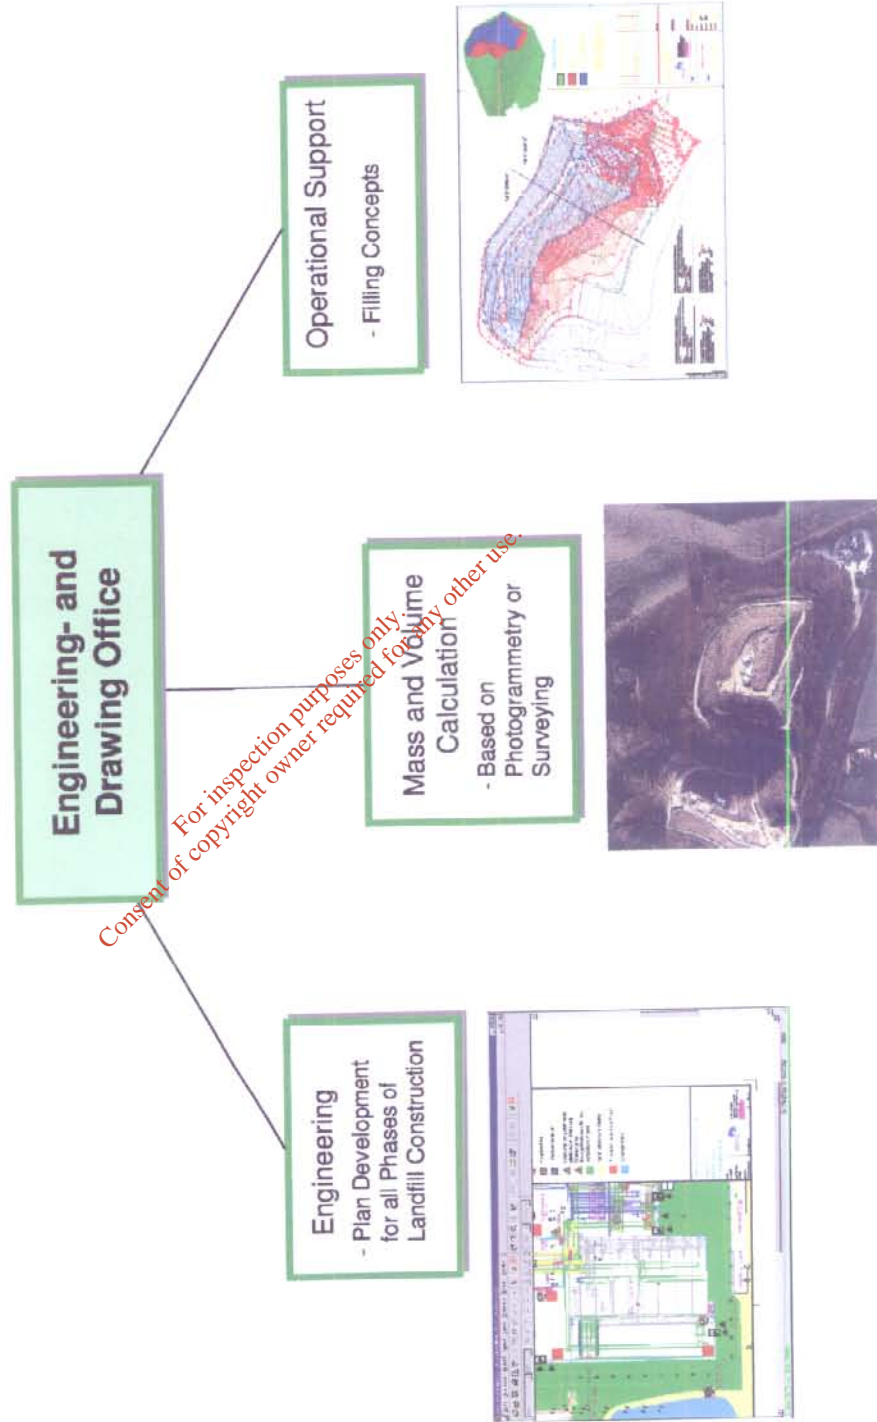 Engineering- and
Drawing Office
Engineering
- Plan Development
for all Phases of
Landfill Construction
Mass and Volume
Calculation
- Based on
Photogrammetry or
Surveying
Operational Support
- Filling Concepts
For inspection purposes only.
Consent of copyright owner required for any other use.